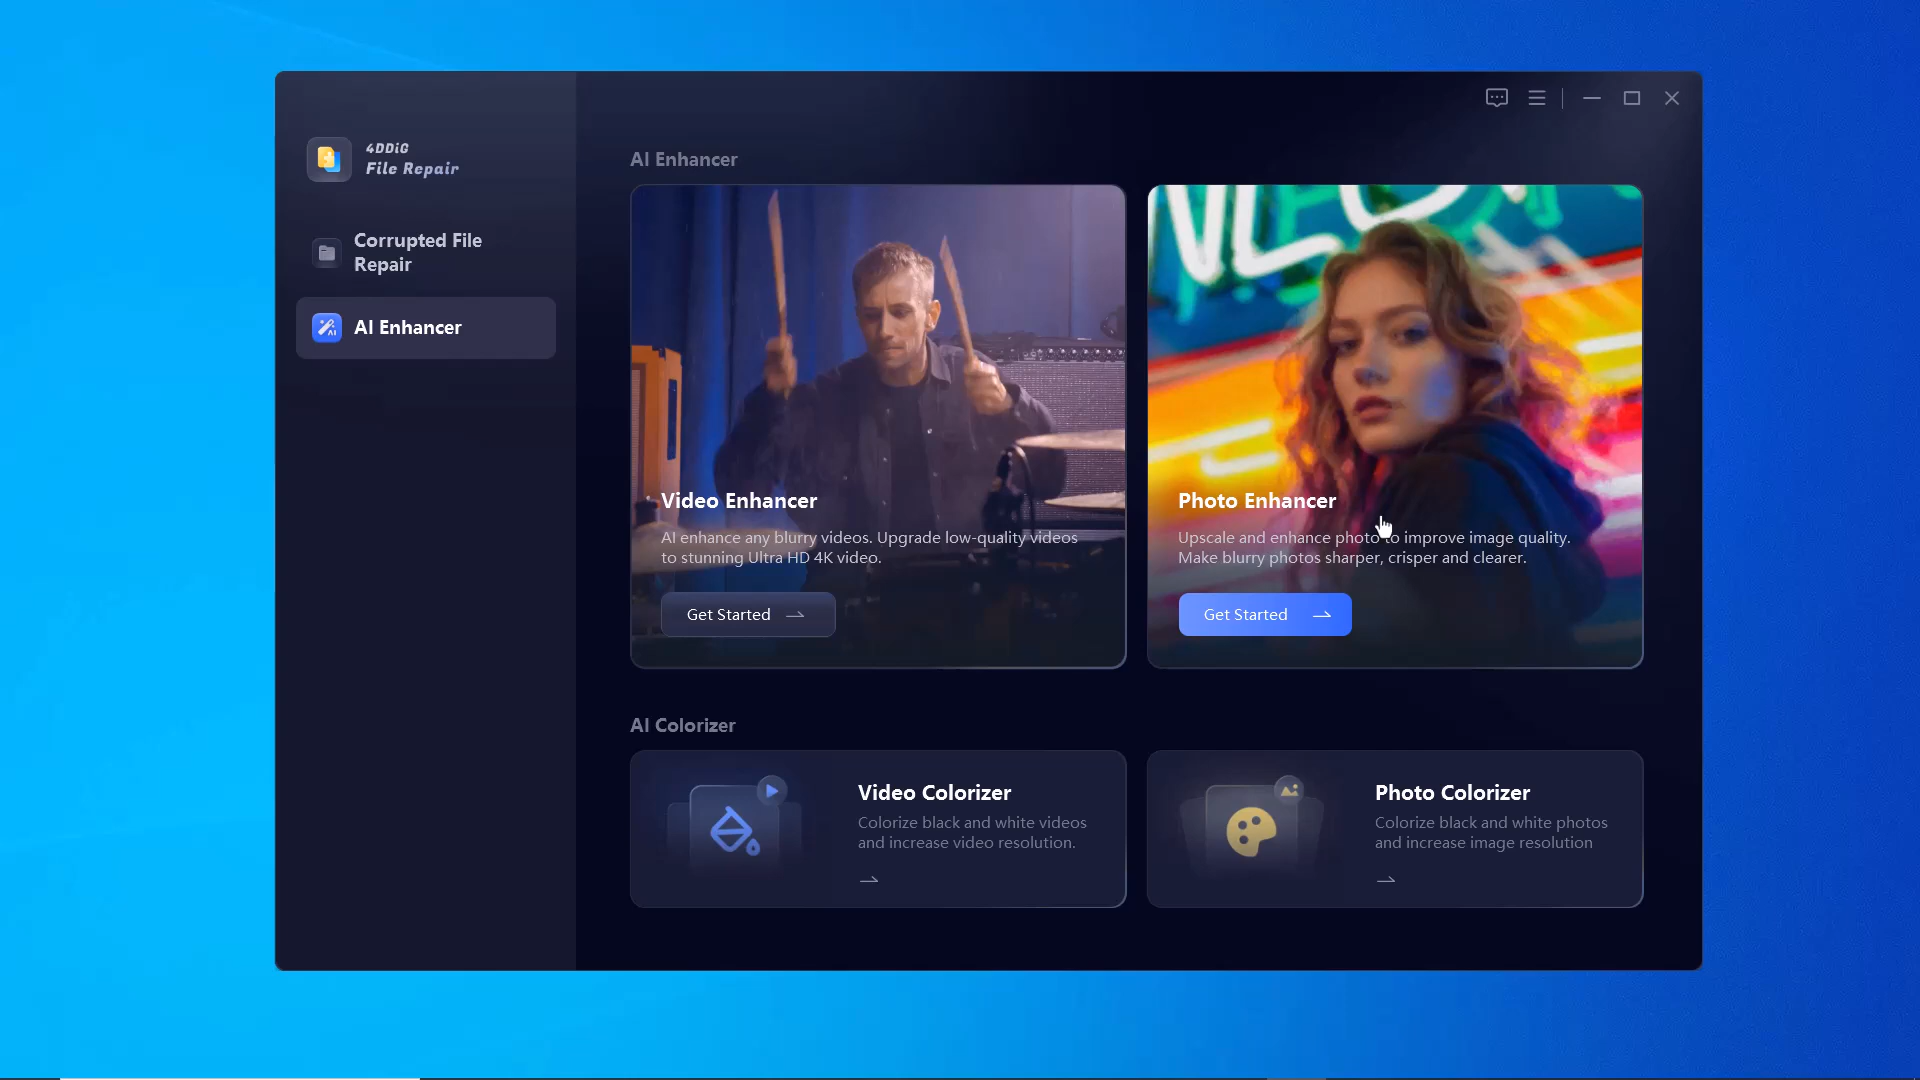 4DDiG
File Repair
Corrupted File
Repair
AI Enhancer
AI Enhancer
Video Enhancer
AI enhance any blurry videos. Upgrade low-quality videos
to stunning Ultra HD 4K video.
Get Started
Photo Enhancer
Upscale and enhance photo to improve image quality.
Make blurry photos sharper, crisper and clearer.
Get Started
AI Colorizer
Video Colorizer
Colorize black and white videos
and increase video resolution.
Photo Colorizer
Colorize black and white photos
and increase image resolution